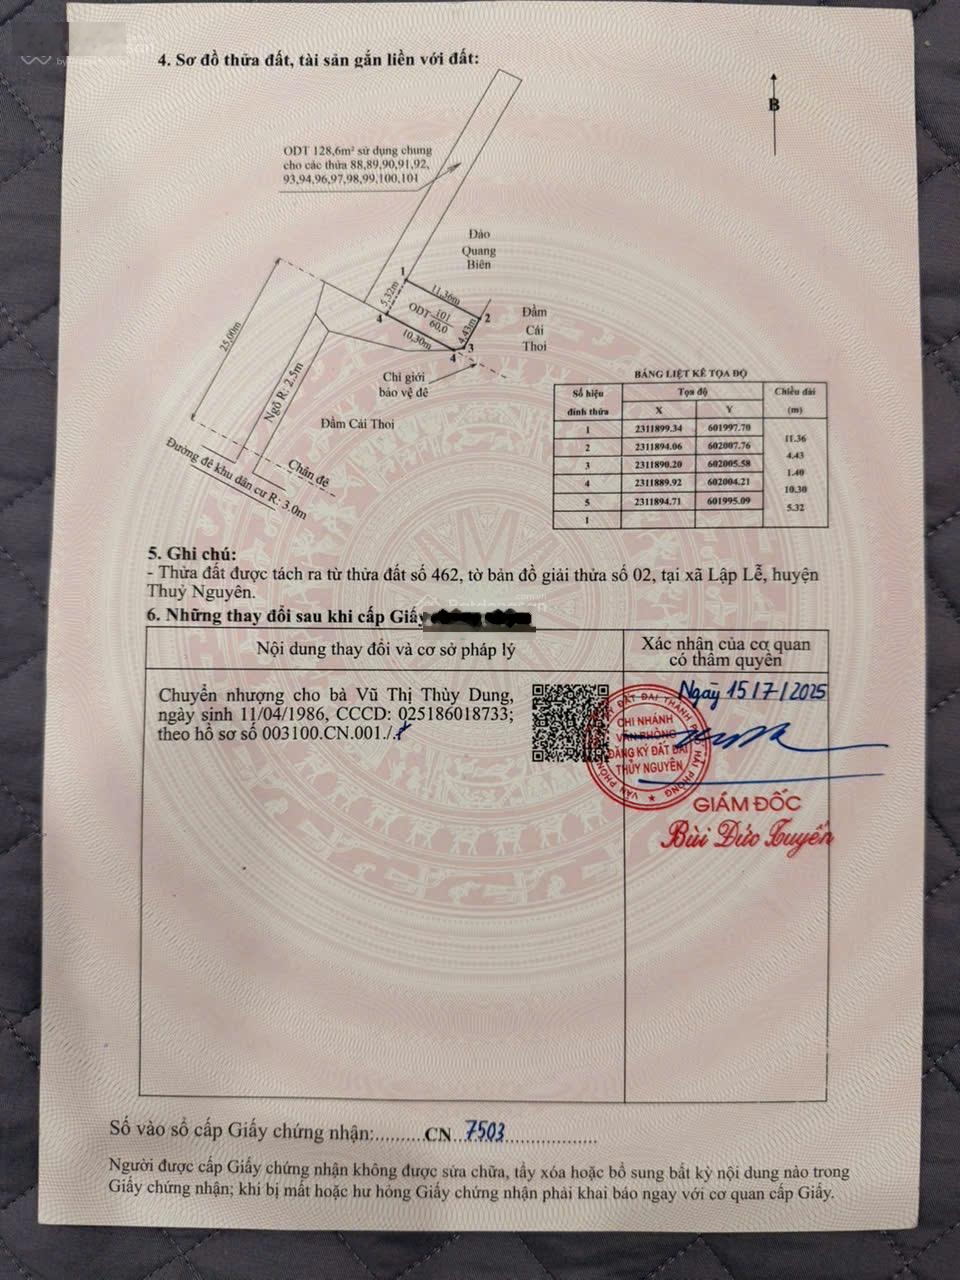 4. Sơ đồ thửa đất, tài sản gắn liền với đất:
B
ODT 128,6m² sử dụng chung
cho các thửa 88,89,90,91,92,
93,94,96,97,98,99,100,101
Đào
Quang
Biên
1
11,36m
5,32m
ODT 101
60,0
2
4,43m
Đầm
Cái
Thoi
4
10,30m
4
3
25,00m
Chỉ giới
bảo vệ đê
Ngõ R: 2.5m
Đầm Cái Thoi
Chân đê
Đường đê khu dân cư R: 3.0m
BẢNG LIỆT KÊ TỌA ĐỘ
Số hiệu đỉnh thửa Tọa độ Chiều dài (m)
X Y
1 2311899.34 601997.70
11.36
2 2311894.06 602007.76
4.43
3 2311890.20 602005.58
1.40
4 2311889.92 602004.21
10.30
5 2311894.71 601995.09
5.32
1
5. Ghi chú:
- Thửa đất được tách ra từ thửa đất số 462, tờ bản đồ giải thửa số 02, tại xã Lập Lễ, huyện
Thuỷ Nguyên.
6. Những thay đổi sau khi cấp Giấy
Nội dung thay đổi và cơ sở pháp lý
Xác nhận của cơ quan
có thẩm quyền
Chuyển nhượng cho bà Vũ Thị Thùy Dung,
ngày sinh 11/04/1986, CCCD: 025186018733;
theo hồ sơ số 003100.CN.001./.
Ngày 15/7/2025
CHI NHÁNH
VĂN PHÒNG
ĐĂNG KÝ ĐẤT ĐAI
THỦY NGUYÊN
GIÁM ĐỐC
Bùi Đức Tuyến
Số vào sổ cấp Giấy chứng nhận:.........CN..7503....................
Người được cấp Giấy chứng nhận không được sửa chữa, tẩy xóa hoặc bổ sung bất kỳ nội dung nào trong
Giấy chứng nhận; khi bị mất hoặc hư hỏng Giấy chứng nhận phải khai báo ngay với cơ quan cấp Giấy.